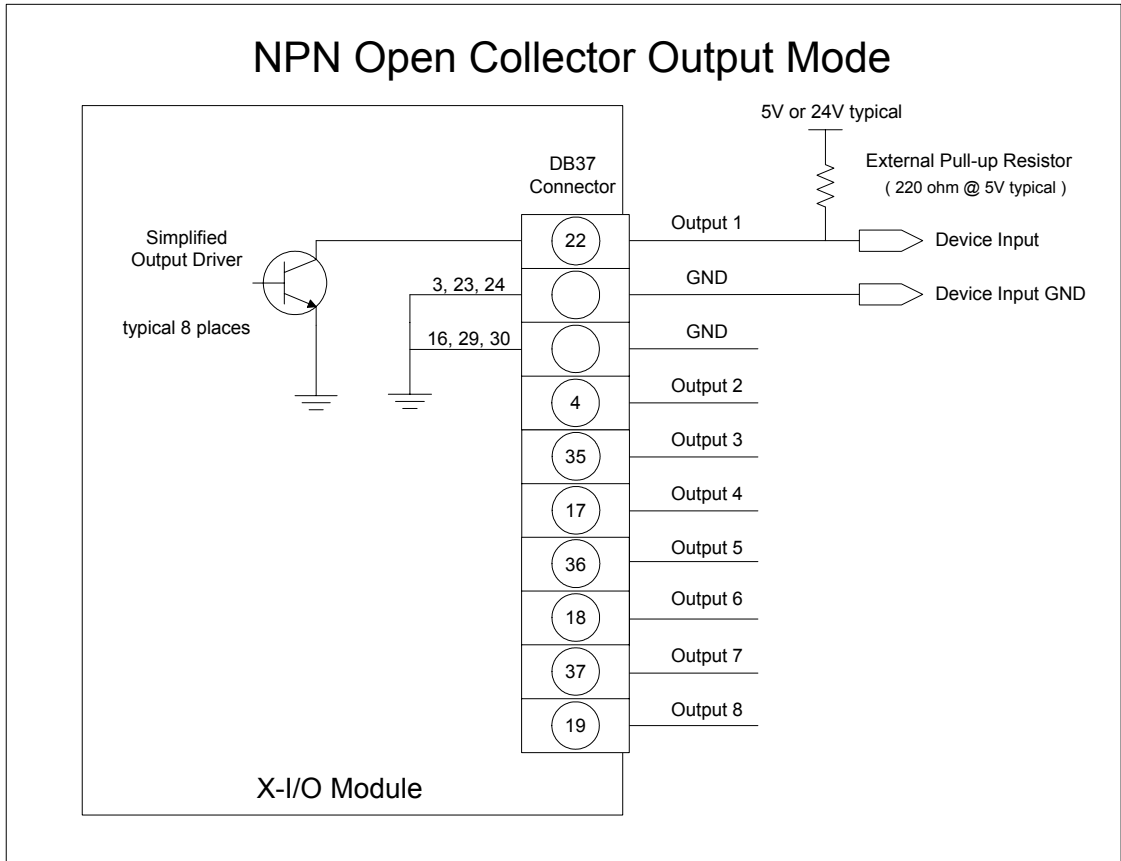 NPN Open Collector Output Mode
5V or 24V typical
External Pull-up Resistor
( 220 ohm @ 5V typical )
DB37
Connector
Simplified
Output Driver
typical 8 places
22
Output 1
Device Input
3, 23, 24
GND
Device Input GND
16, 29, 30
GND
4
Output 2
35
Output 3
17
Output 4
36
Output 5
18
Output 6
37
Output 7
19
Output 8
X-I/O Module